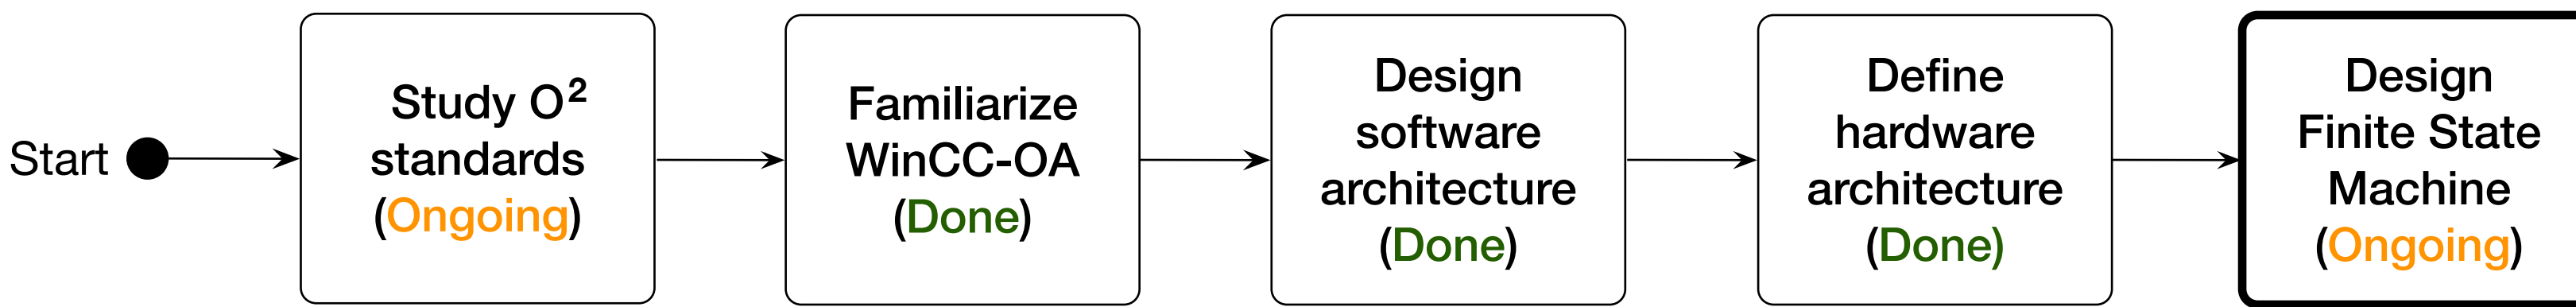 Start
Study O²
standards
(Ongoing)
Familiarize
WinCC-OA
(Done)
Design
software
architecture
(Done)
Define
hardware
architecture
(Done)
Design
Finite State
Machine
(Ongoing)